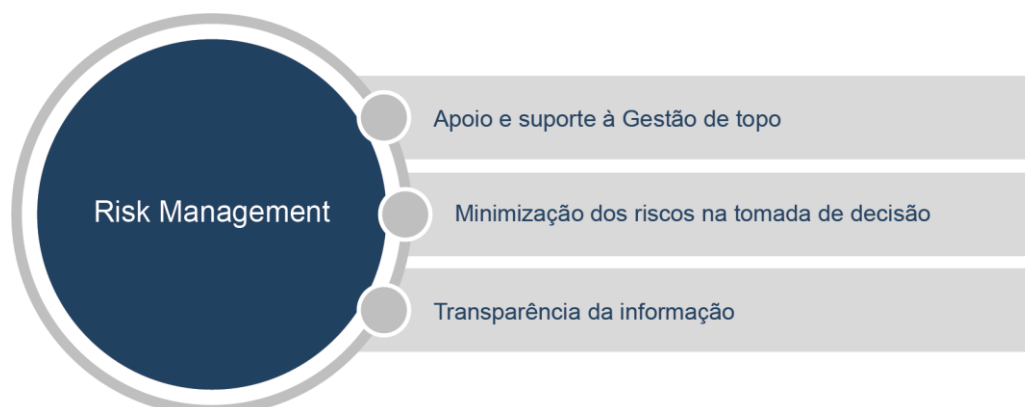 Risk Management
Apoio e suporte à Gestão de topo
Minimização dos riscos na tomada de decisão
Transparência da informação